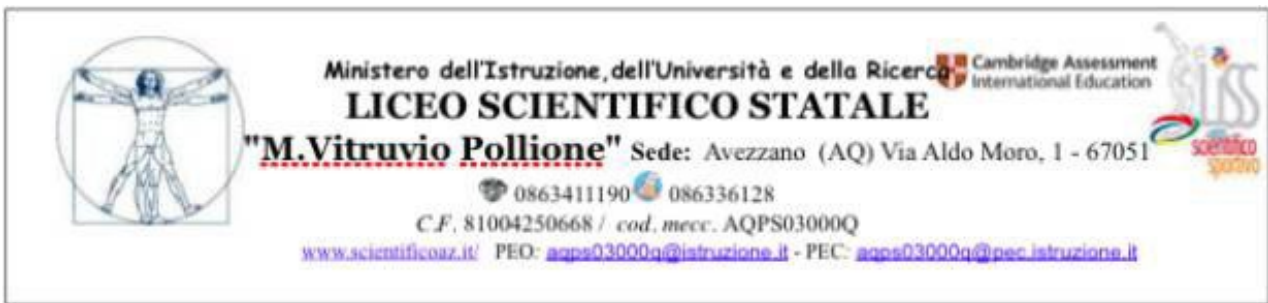 Ministero dell'Istruzione,dell'Università e della Ricerca
Cambridge Assessment
International Education
LICEO SCIENTIFICO STATALE
"M.Vitruvio Pollione" Sede: Avezzano (AQ) Via Aldo Moro, 1 - 67051
LiSS
scientifico
sportivo
0863411190 086336128
C.F. 81004250668 / cod. mecc. AQPS03000Q
www.scientificoaz.it/ PEO: aqps03000q@istruzione.it - PEC: aqps03000q@pec.istruzione.it